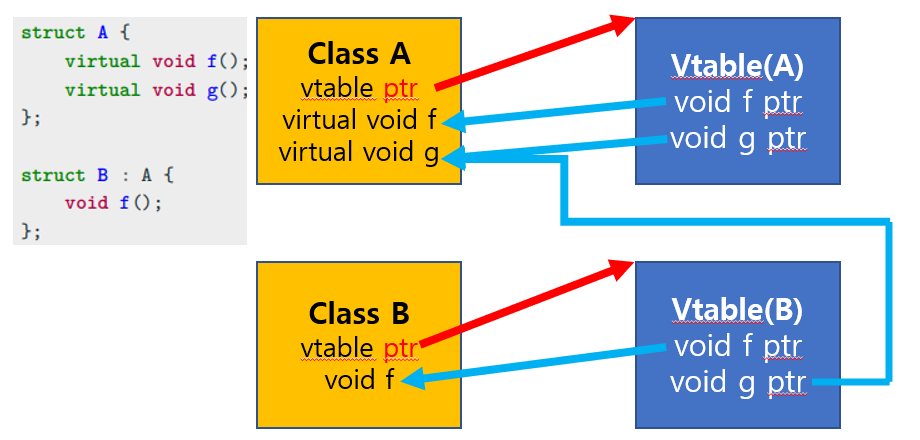 struct A {
virtual void f();
virtual void g();
};
struct B : A {
void f();
};
Class A
vtable ptr
virtual void f
virtual void g
Vtable(A)
void f ptr
void g ptr
Class B
vtable ptr
void f
Vtable(B)
void f ptr
void g ptr